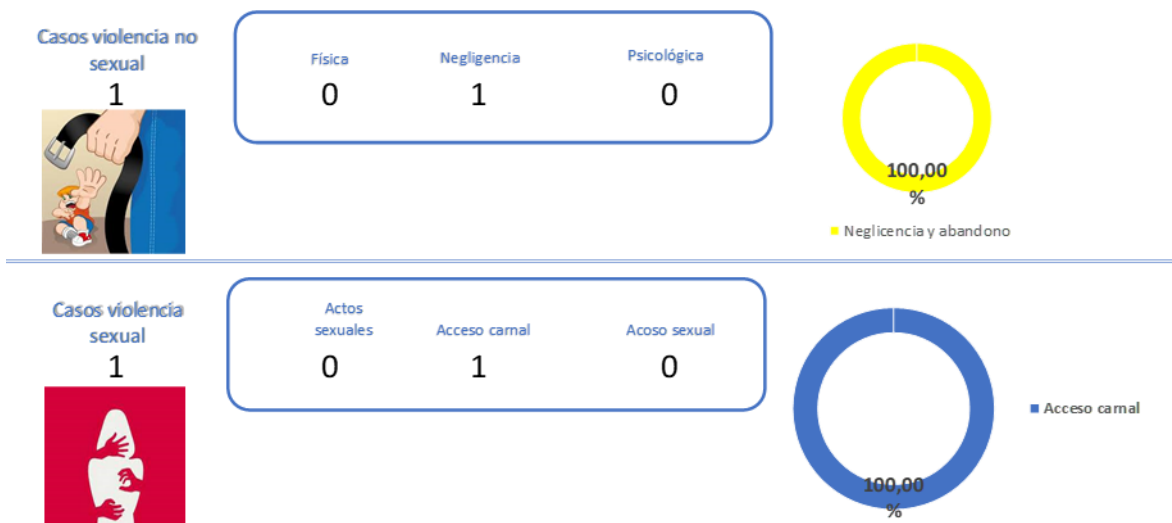 Casos violencia no
sexual
1
Física
Negligencia
Psicológica
0
1
0
100,00
%
Neglicencia y abandono
Casos violencia
sexual
1
Actos
sexuales
Acceso carnal
Acoso sexual
0
1
0
100,00
%
Acceso carnal